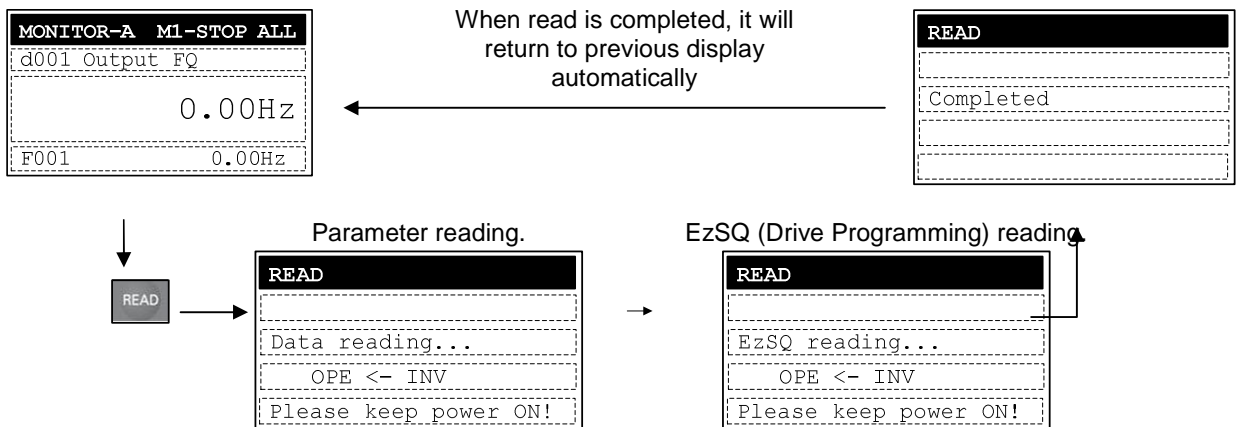 MONITOR-A M1-STOP ALL
d001 Output FQ
0.00Hz
F001 0.00Hz
When read is completed, it will
return to previous display
automatically
READ
Completed
READ
Parameter reading.
READ
Data reading...
OPE <- INV
Please keep power ON!
EzSQ (Drive Programming) reading.
READ
EzSQ reading...
OPE <- INV
Please keep power ON!